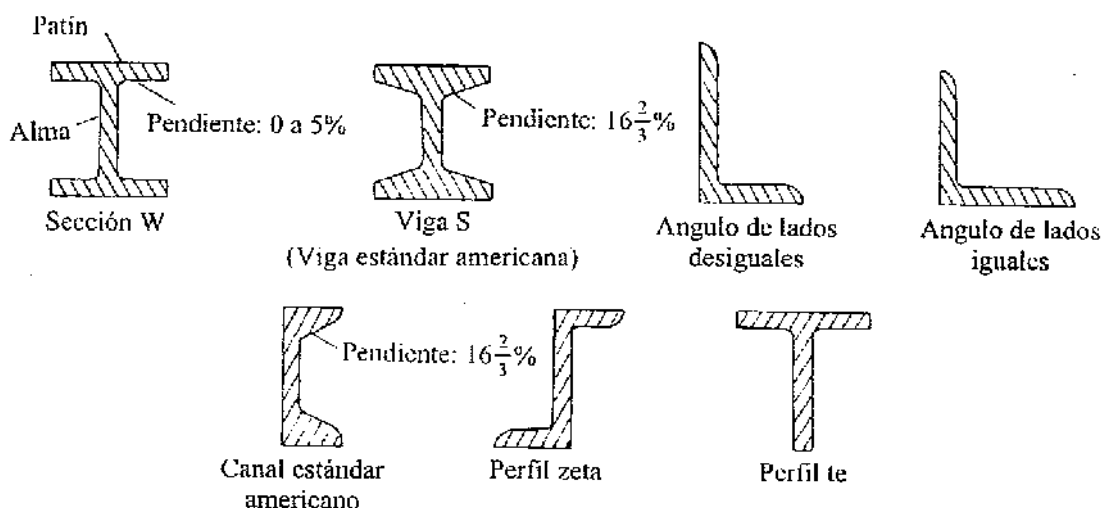 Patín
Alma
Pendiente: 0 a 5%
Sección W
Pendiente: 16 2/3 %
Viga S
(Viga estándar americana)
Angulo de lados
desiguales
Angulo de lados
iguales
Pendiente: 16 2/3 %
Canal estándar
americano
Perfil zeta
Perfil te